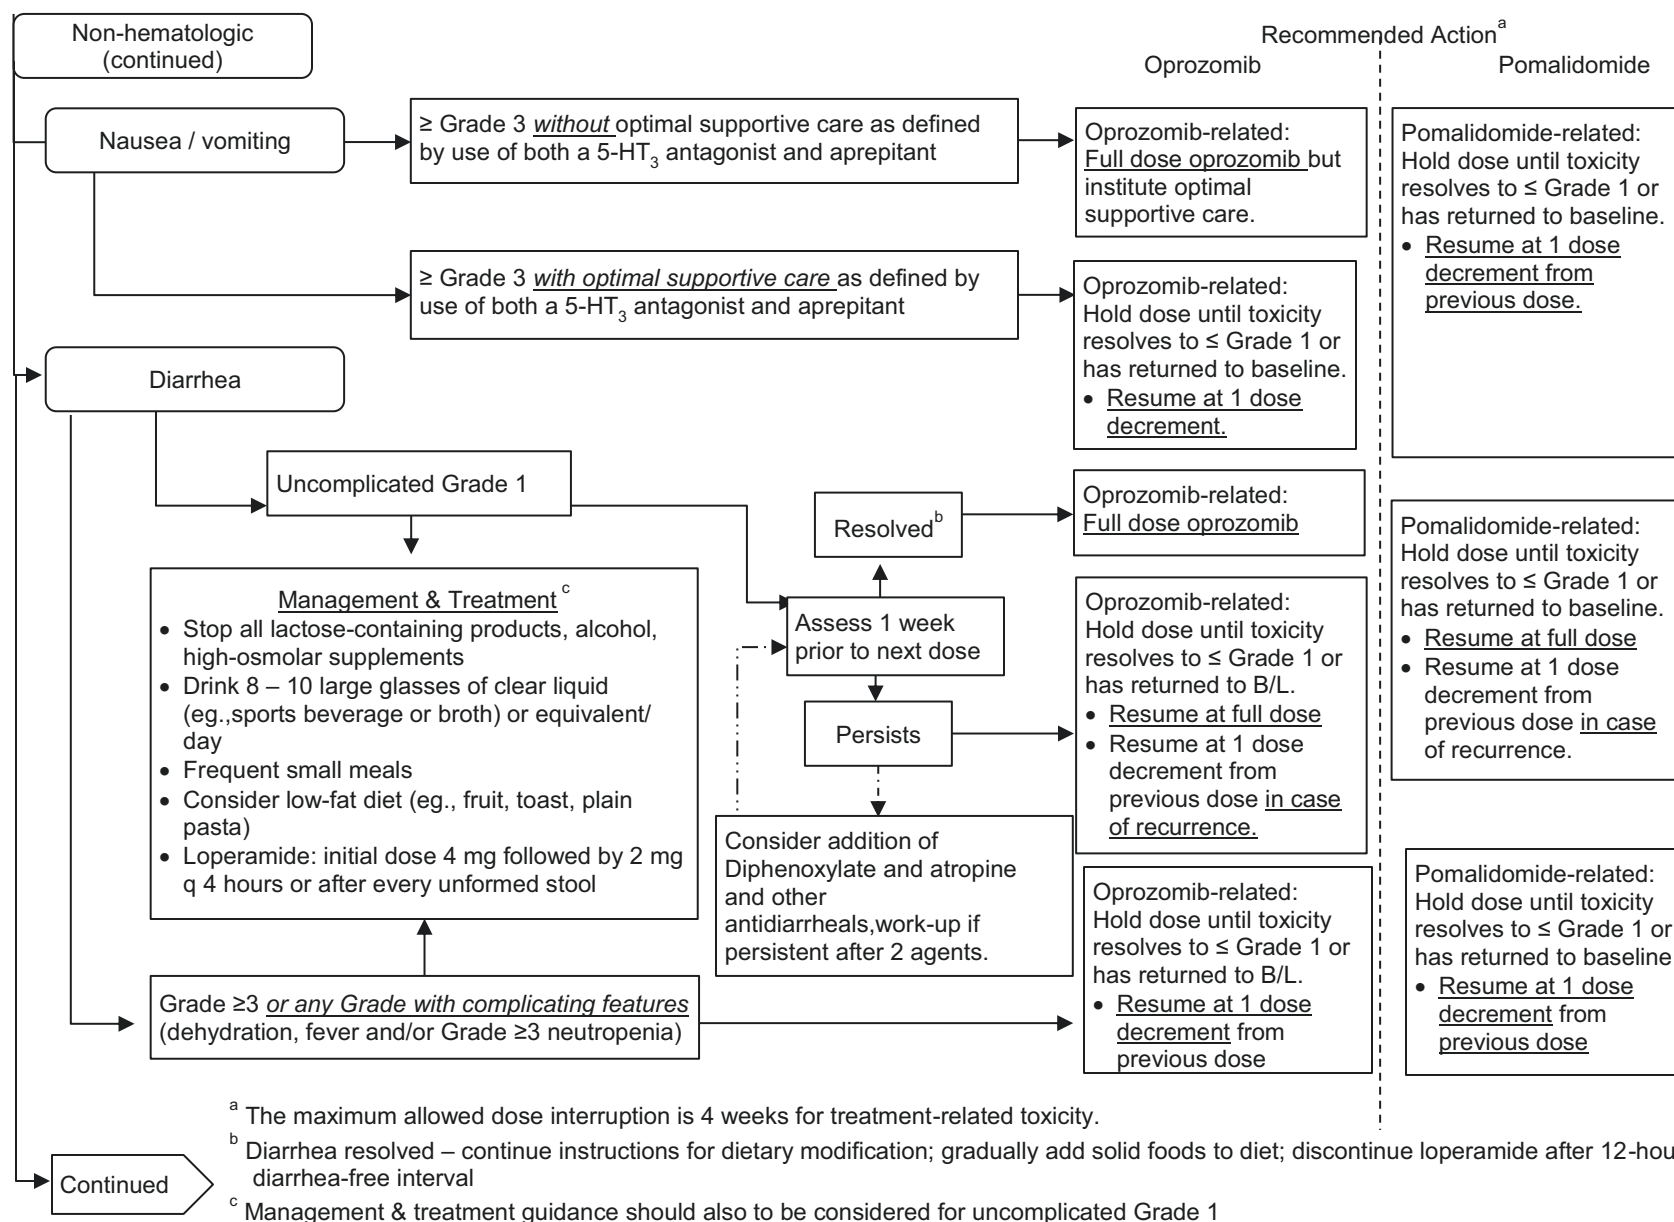 Non-hematologic
(continued)
Recommended Action a
Oprozomib
Pomalidomide
Nausea / vomiting
≥ Grade 3 without optimal supportive care as defined
by use of both a 5-HT3 antagonist and aprepitant
Oprozomib-related:
Full dose oprozomib but
institute optimal
supportive care.
Pomalidomide-related:
Hold dose until toxicity
resolves to ≤ Grade 1 or
has returned to baseline.
• Resume at 1 dose
decrement from
previous dose.
≥ Grade 3 with optimal supportive care as defined by
use of both a 5-HT3 antagonist and aprepitant
Oprozomib-related:
Hold dose until toxicity
resolves to ≤ Grade 1 or
has returned to baseline.
• Resume at 1 dose
decrement.
Diarrhea
Uncomplicated Grade 1
Resolved b
Oprozomib-related:
Full dose oprozomib
Pomalidomide-related:
Hold dose until toxicity
resolves to ≤ Grade 1 or
has returned to baseline.
• Resume at full dose
• Resume at 1 dose
decrement from
previous dose in case
of recurrence.
Management & Treatment c
• Stop all lactose-containing products, alcohol,
high-osmolar supplements
• Drink 8 – 10 large glasses of clear liquid
(eg.,sports beverage or broth) or equivalent/
day
• Frequent small meals
• Consider low-fat diet (eg., fruit, toast, plain
pasta)
• Loperamide: initial dose 4 mg followed by 2 mg
q 4 hours or after every unformed stool
Assess 1 week
prior to next dose
Persists
Oprozomib-related:
Hold dose until toxicity
resolves to ≤ Grade 1 or
has returned to B/L.
• Resume at full dose
• Resume at 1 dose
decrement from
previous dose in case
of recurrence.
Consider addition of
Diphenoxylate and atropine
and other
antidiarrheals,work-up if
persistent after 2 agents.
Grade ≥3 or any Grade with complicating features
(dehydration, fever and/or Grade ≥3 neutropenia)
Oprozomib-related:
Hold dose until toxicity
resolves to ≤ Grade 1 or
has returned to B/L.
• Resume at 1 dose
decrement from
previous dose
Pomalidomide-related:
Hold dose until toxicity
resolves to ≤ Grade 1 or
has returned to baseline
• Resume at 1 dose
decrement from
previous dose
a The maximum allowed dose interruption is 4 weeks for treatment-related toxicity.
b Diarrhea resolved – continue instructions for dietary modification; gradually add solid foods to diet; discontinue loperamide after 12-hou
diarrhea-free interval
Continued
c Management & treatment guidance should also to be considered for uncomplicated Grade 1